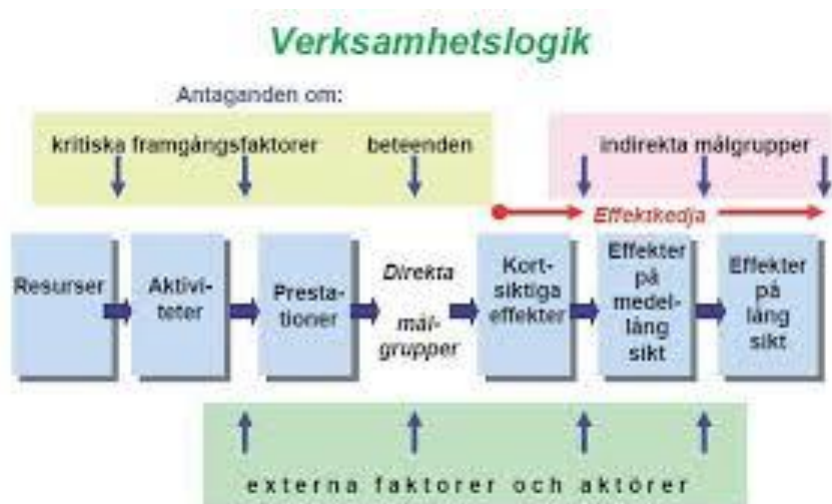 Verksamhetslogik
Antaganden om:
kritiska framgångsfaktorer
beteenden
indirekta målgrupper
Effektkedja
Resurser
Aktivi-
teter
Presta-
tioner
Direkta
mål-
grupper
Kort-
siktiga
effekter
Effekter
på
medel-
lång
sikt
Effekter
på
lång
sikt
externa faktorer och aktörer